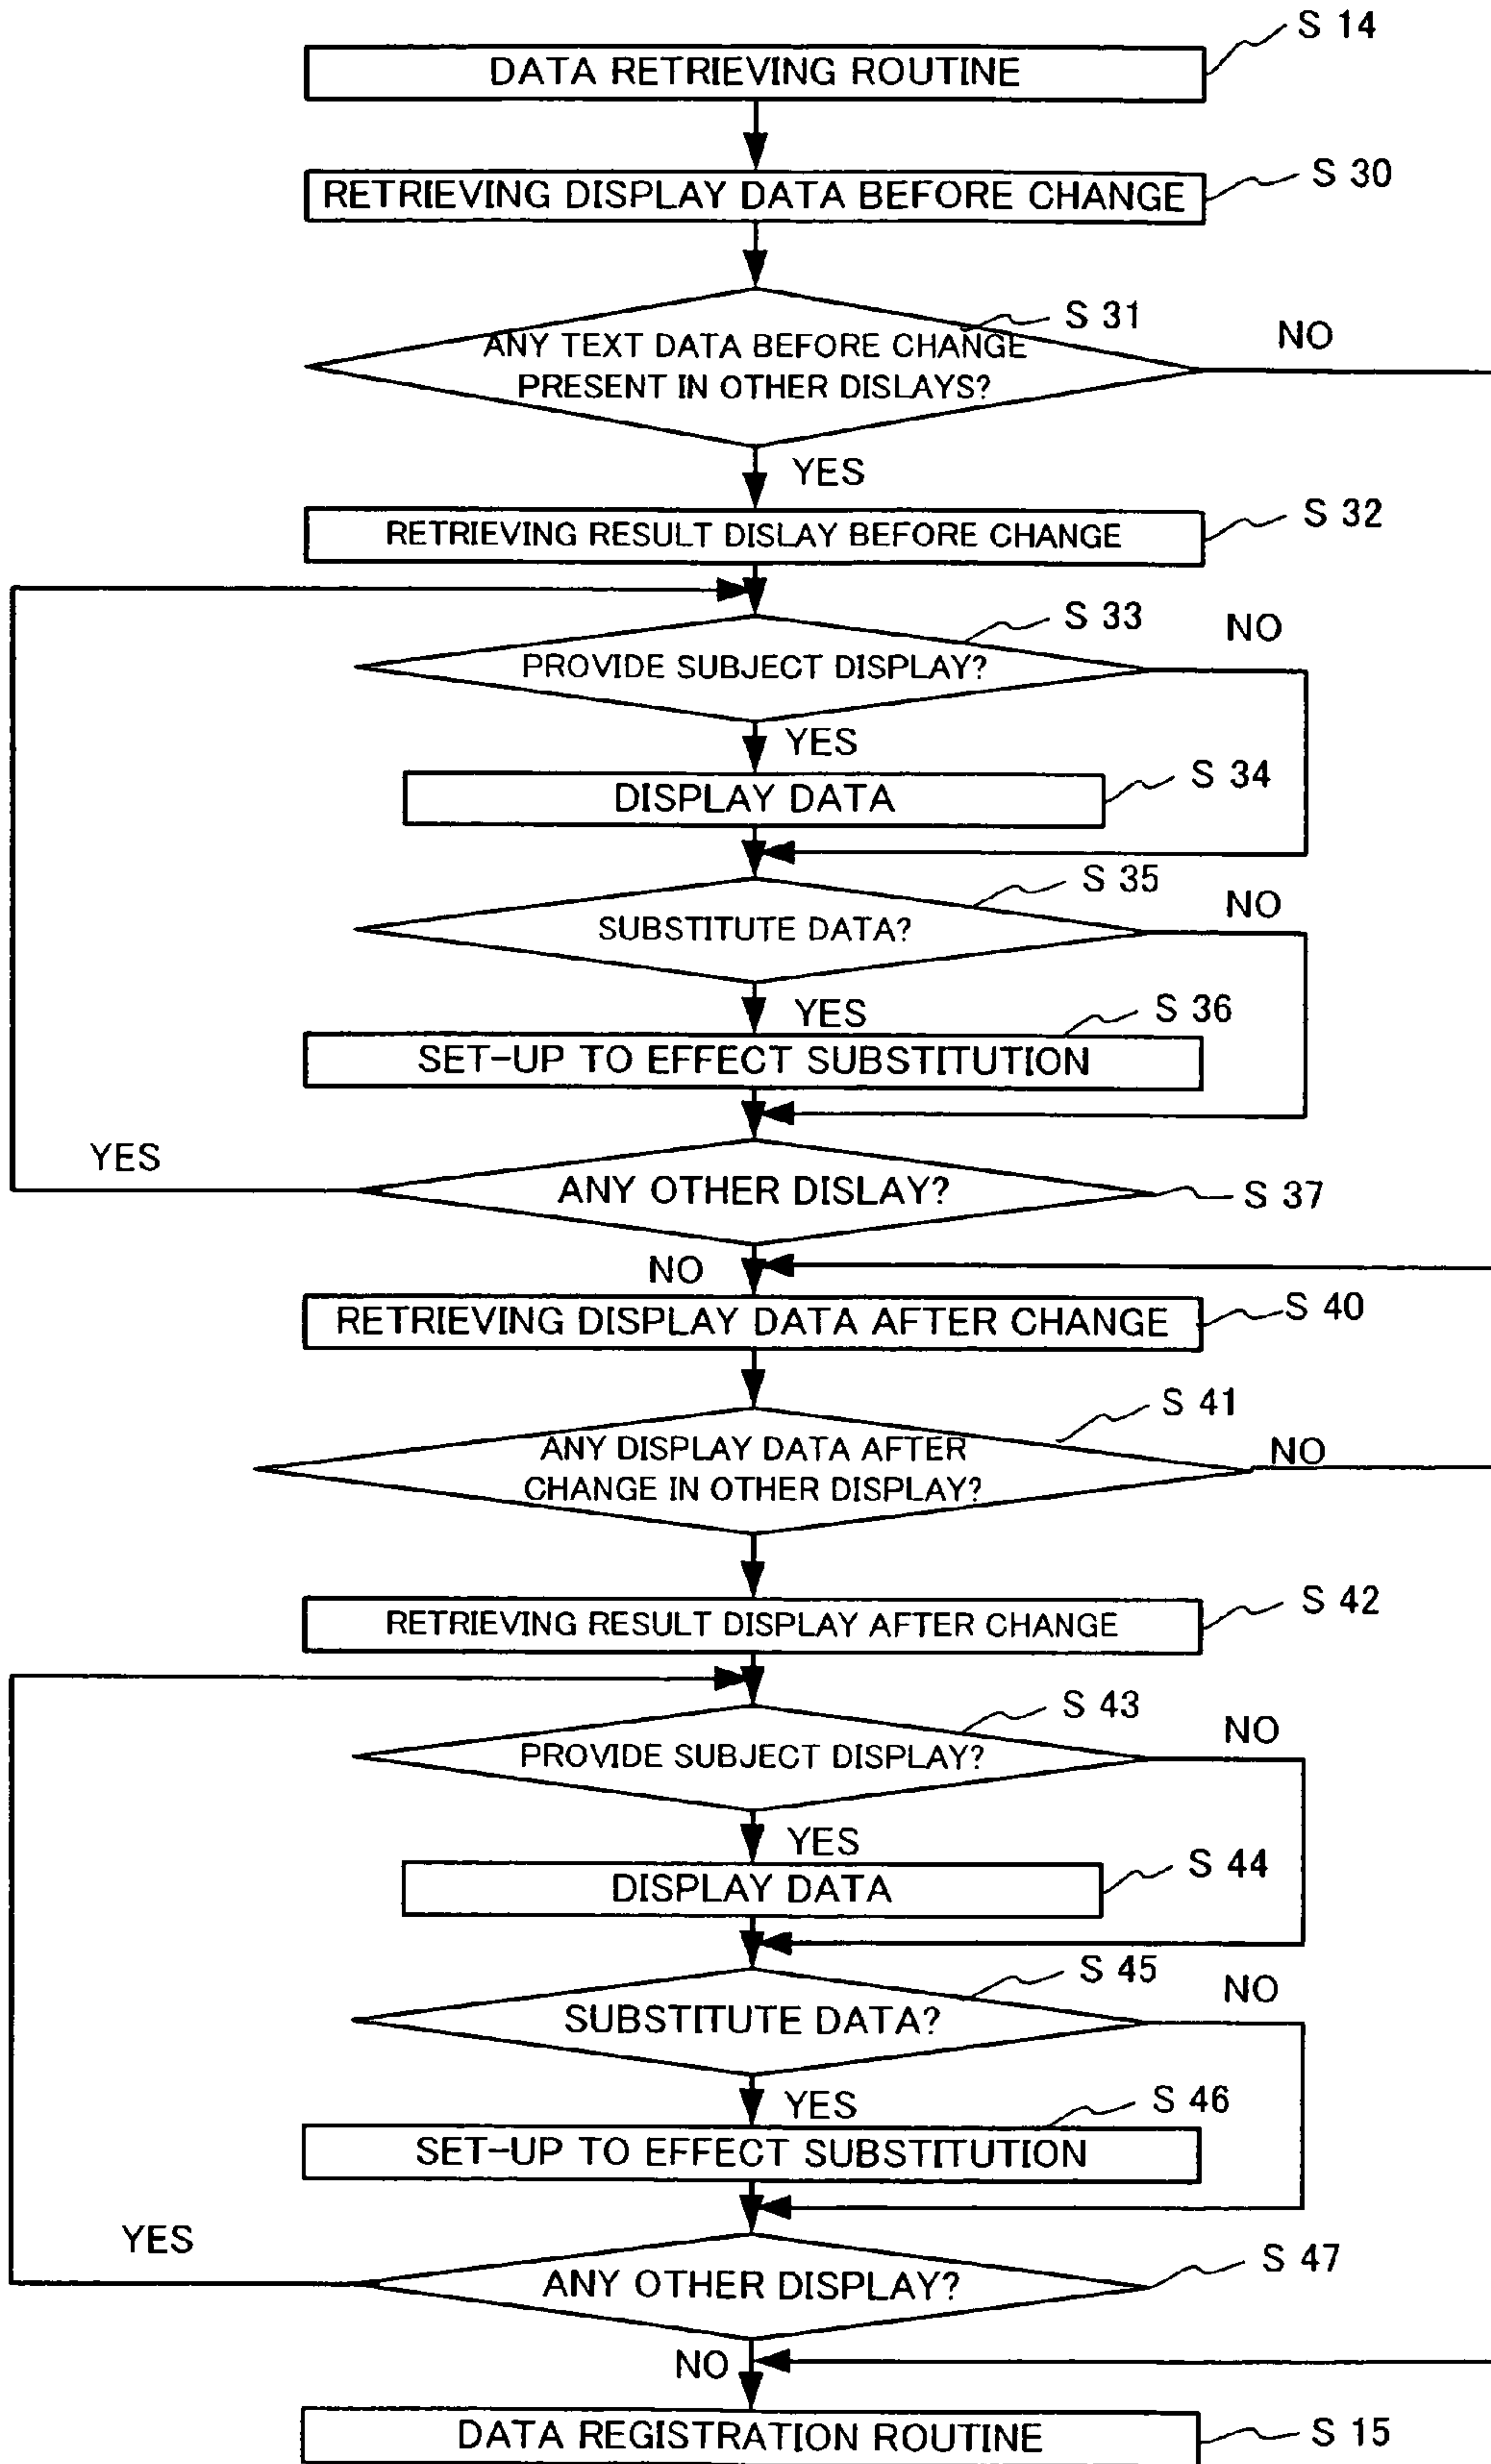 S 14
DATA RETRIEVING ROUTINE
S 30
RETRIEVING DISPLAY DATA BEFORE CHANGE
S 31
NO
ANY TEXT DATA BEFORE CHANGE
PRESENT IN OTHER DISLAYS?
YES
S 32
RETRIEVING RESULT DISLAY BEFORE CHANGE
S 33
NO
PROVIDE SUBJECT DISPLAY?
YES
S 34
DISPLAY DATA
S 35
NO
SUBSTITUTE DATA?
YES
S 36
SET-UP TO EFFECT SUBSTITUTION
YES
ANY OTHER DISLAY?
S 37
NO
S 40
RETRIEVING DISPLAY DATA AFTER CHANGE
S 41
NO
ANY DISPLAY DATA AFTER
CHANGE IN OTHER DISPLAY?
S 42
RETRIEVING RESULT DISPLAY AFTER CHANGE
S 43
NO
PROVIDE SUBJECT DISPLAY?
YES
S 44
DISPLAY DATA
S 45
NO
SUBSTITUTE DATA?
YES
S 46
SET-UP TO EFFECT SUBSTITUTION
YES
S 47
ANY OTHER DISPLAY?
NO
DATA REGISTRATION ROUTINE
S 15